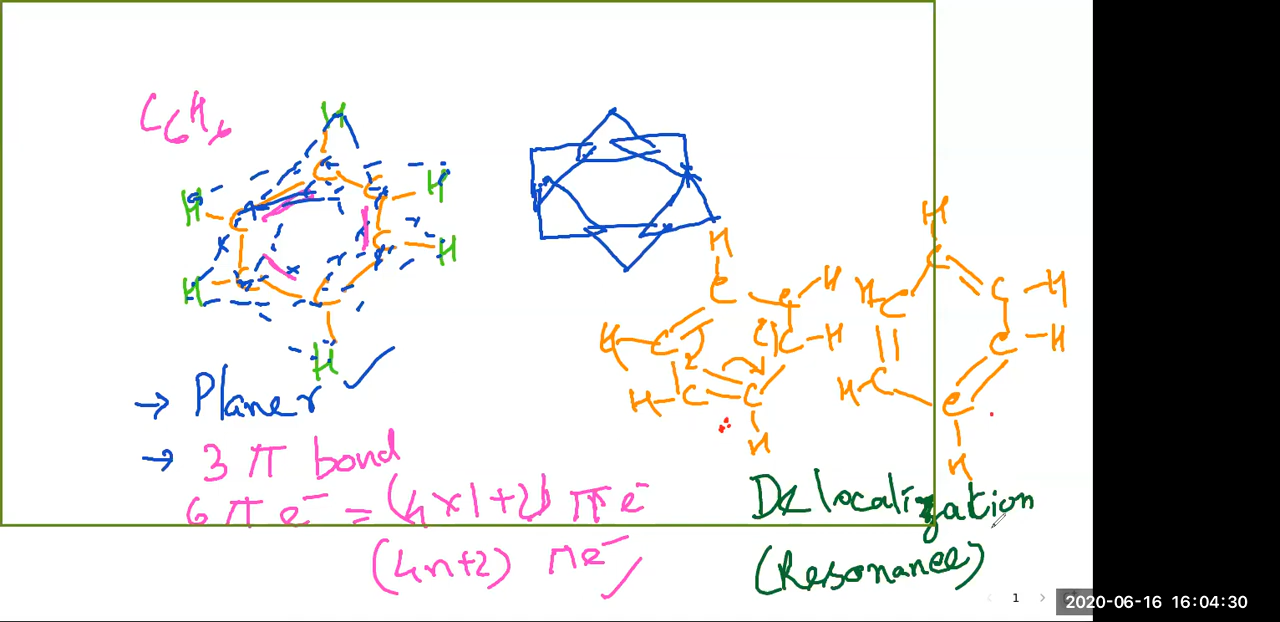 C6H6
H
H
H
H
H
H
C
C
C
C
C
C
H
H
C
C
H
H
C
C
H
H
C
C
H
H
C
C
H
H
C
C
H
H
C
C
H
H
→ Planer ✓
→ 3 π bond
6 π e⁻ = (4×1+2) π e⁻
(4n+2) π e⁻ ✓
Delocalization
(Resonance)
1
2020-06-16 16:04:30